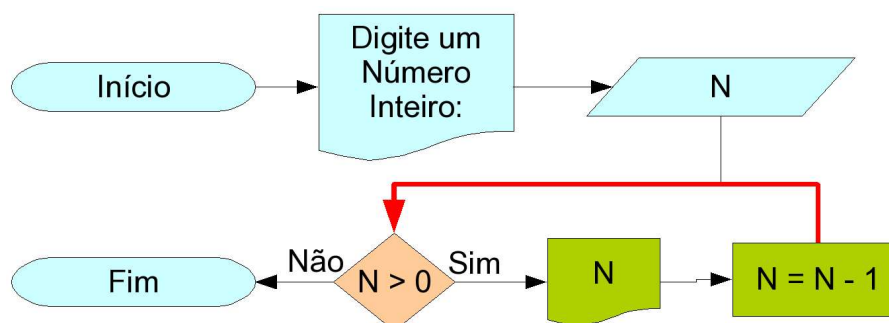 Início
Digite um
Número
Inteiro:
N
Fim
Não
N > 0
Sim
N
N = N - 1